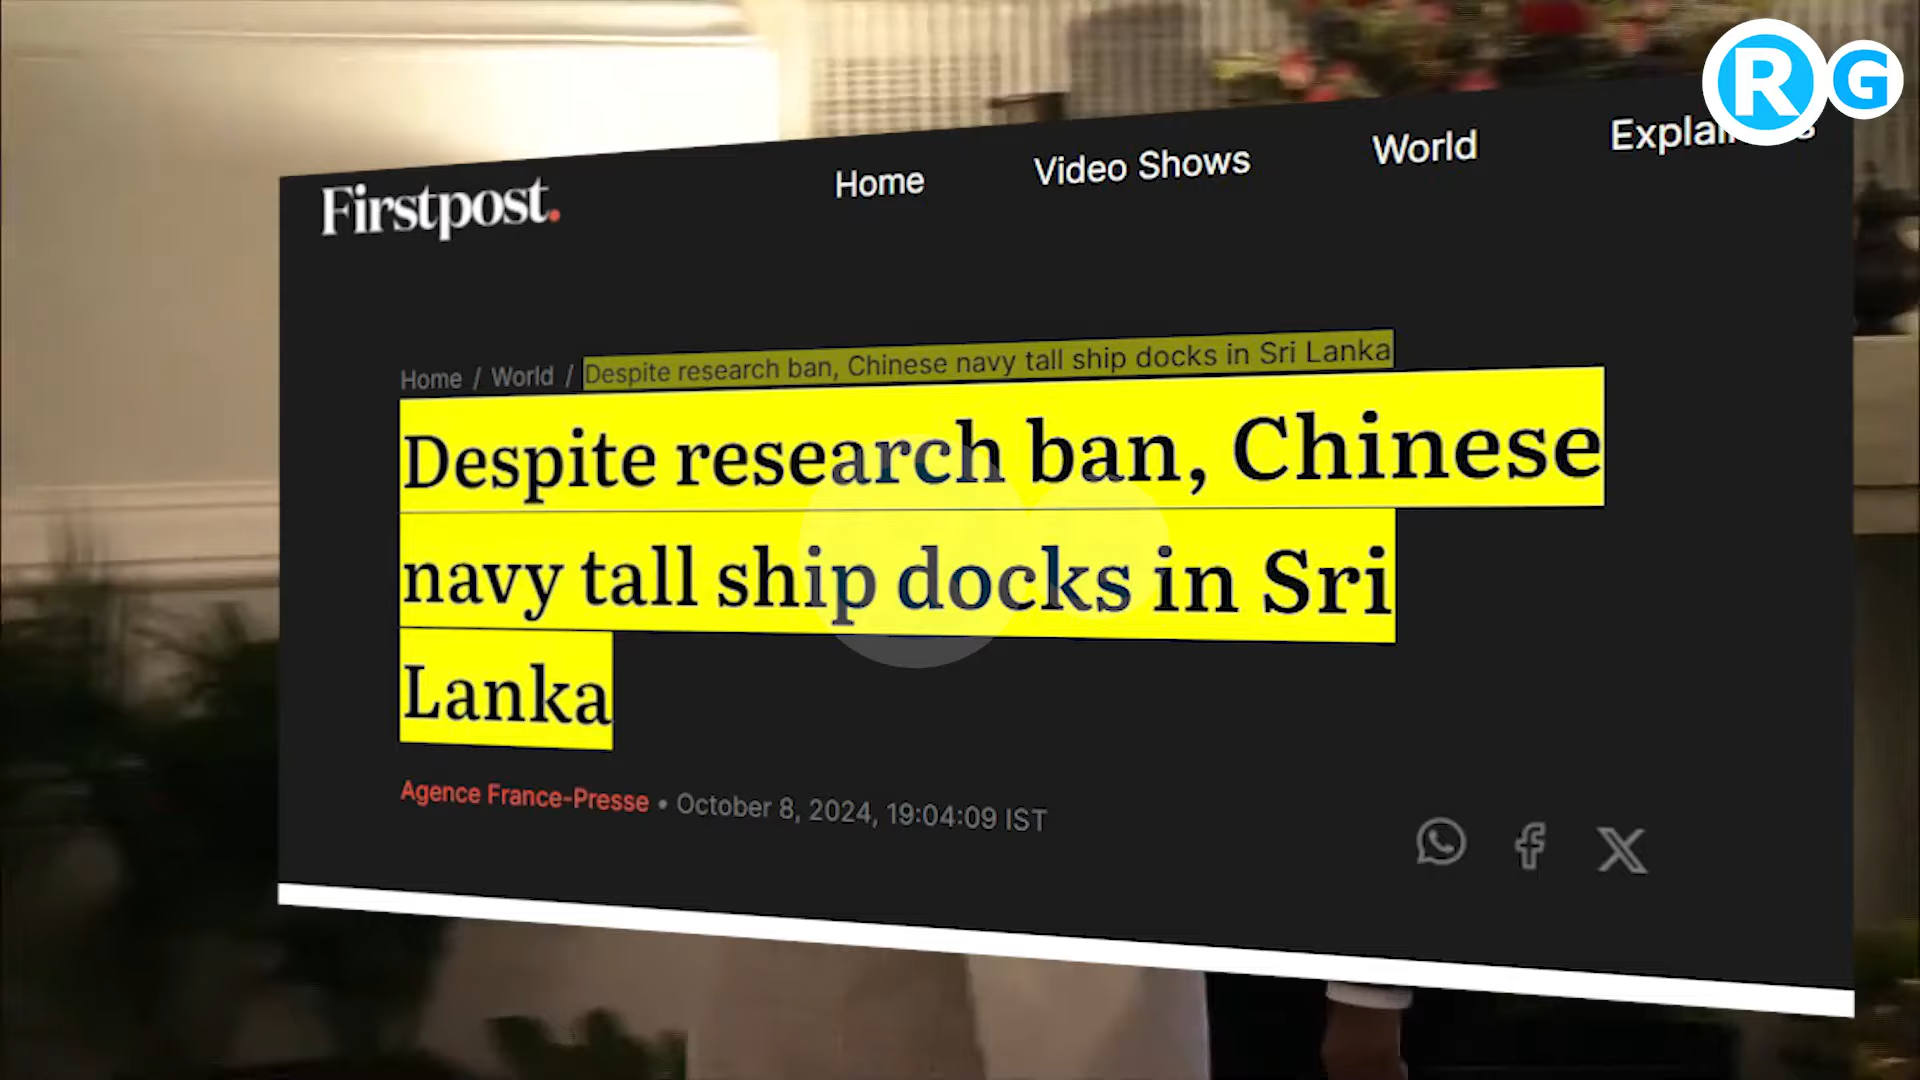 RG
Firstpost.
Home Video Shows World
Home / World / Despite research ban, Chinese navy tall ship docks in Sri Lanka
Despite research ban, Chinese
navy tall ship docks in Sri
Lanka
Agence France-Presse • October 8, 2024, 19:04:09 IST